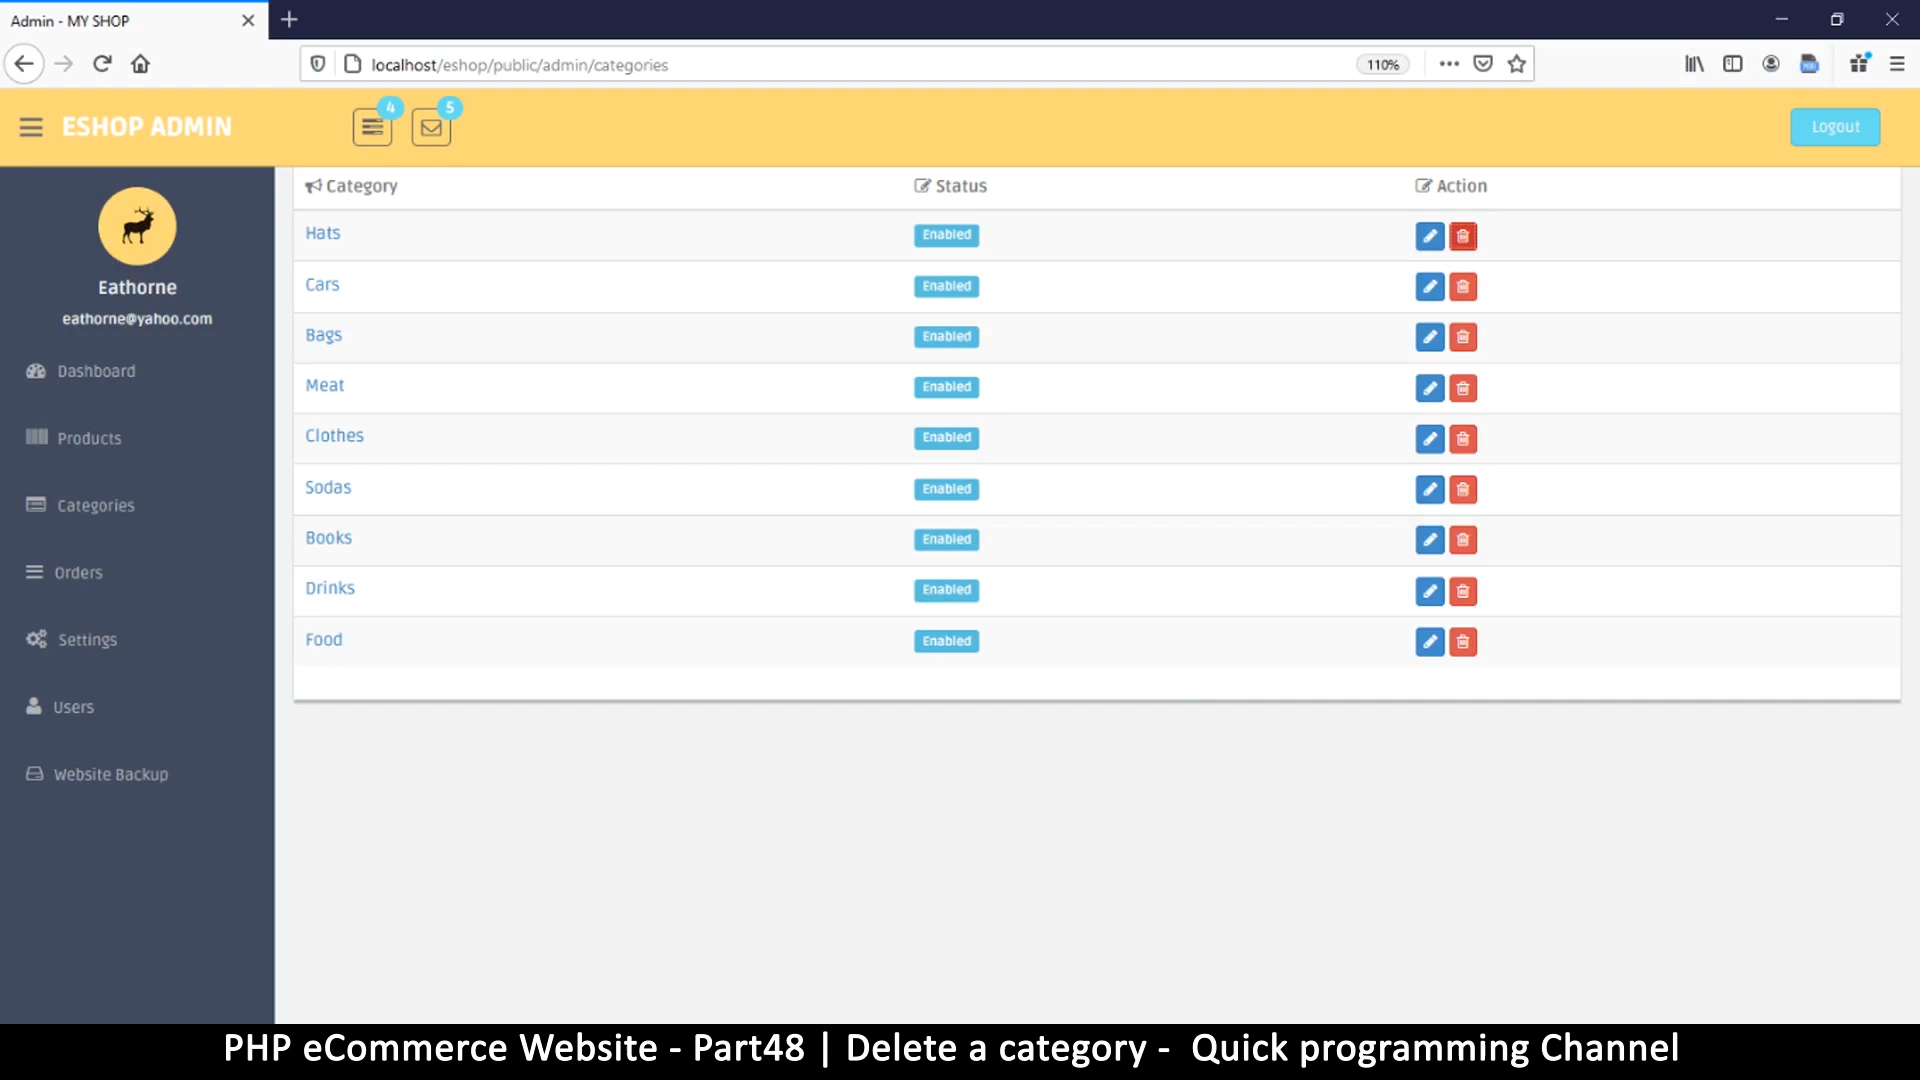 Admin - MY SHOP
localhost/eshop/public/admin/categories
110%
ESHOP ADMIN
4
5
Logout
Eathorne
eathorne@yahoo.com
Dashboard
Products
Categories
Orders
Settings
Users
Website Backup
Category Status Action
Hats Enabled
Cars Enabled
Bags Enabled
Meat Enabled
Clothes Enabled
Sodas Enabled
Books Enabled
Drinks Enabled
Food Enabled
PHP eCommerce Website - Part48 | Delete a category - Quick programming Channel